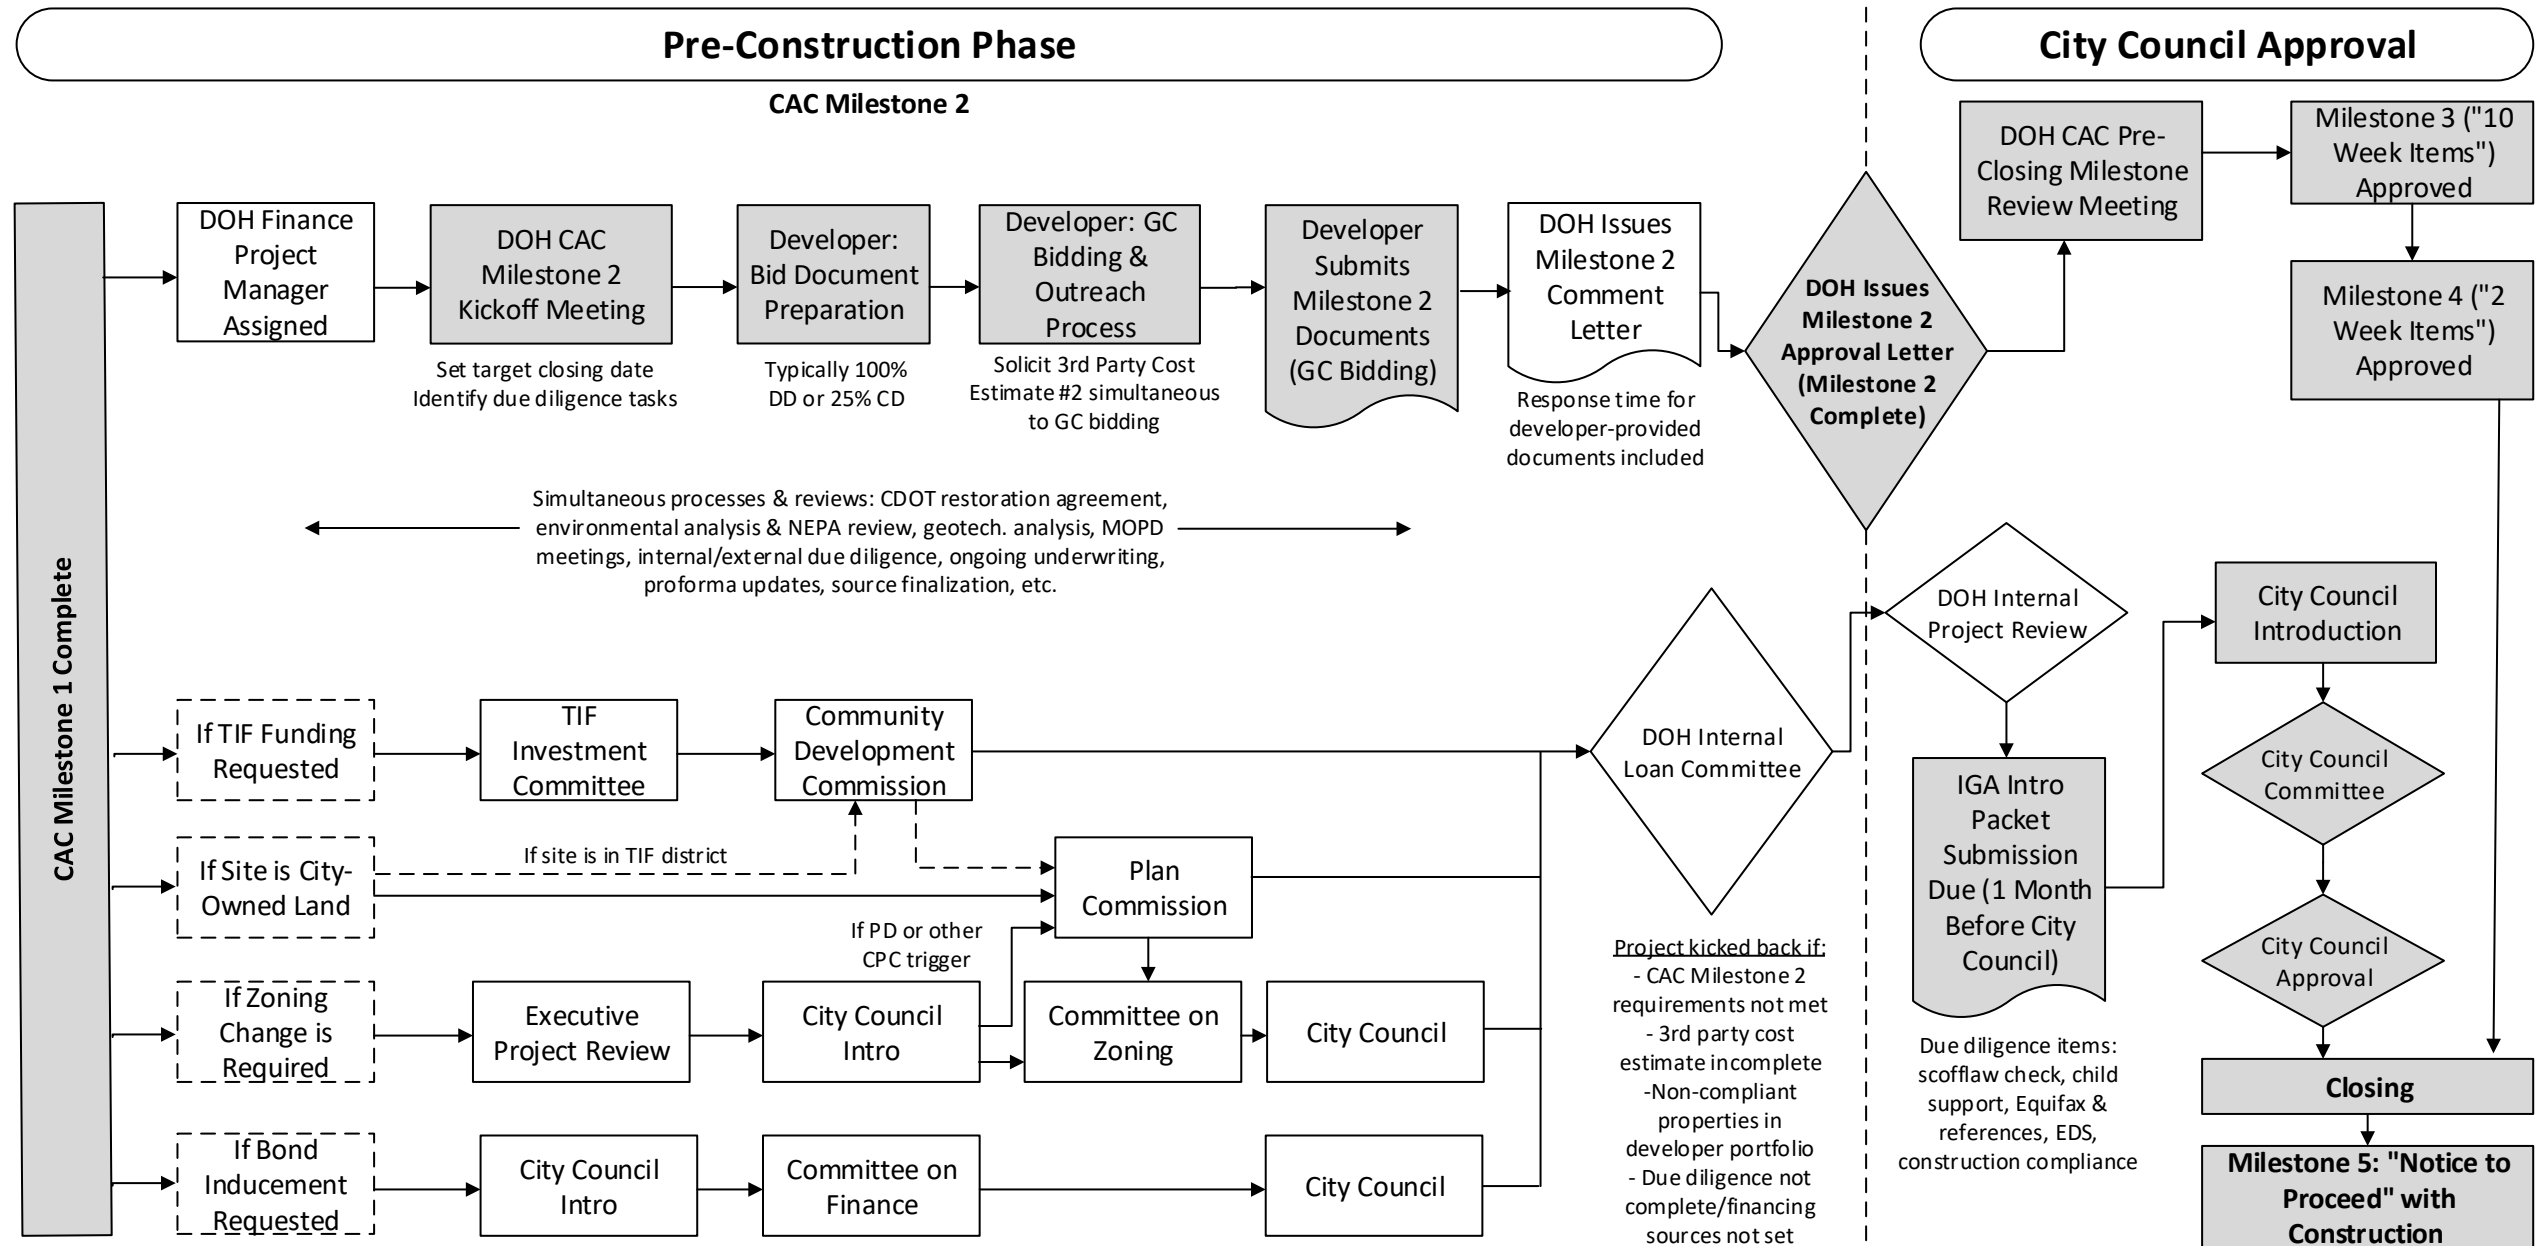 Pre-Construction Phase
City Council Approval
CAC Milestone 2
CAC Milestone 1 Complete
DOH Finance
Project
Manager
Assigned
DOH CAC
Milestone 2
Kickoff Meeting
Set target closing date
Identify due diligence tasks
Developer:
Bid Document
Preparation
Typically 100%
DD or 25% CD
Developer: GC
Bidding &
Outreach
Process
Solicit 3rd Party Cost
Estimate #2 simultaneous
to GC bidding
Developer
Submits
Milestone 2
Documents
(GC Bidding)
DOH Issues
Milestone 2
Comment
Letter
Response time for
developer-provided
documents included
DOH Issues
Milestone 2
Approval Letter
(Milestone 2
Complete)
DOH CAC Pre-
Closing Milestone
Review Meeting
Milestone 3 ("10
Week Items")
Approved
Milestone 4 ("2
Week Items")
Approved
Simultaneous processes & reviews: CDOT restoration agreement,
environmental analysis & NEPA review, geotech. analysis, MOPD
meetings, internal/external due diligence, ongoing underwriting,
proforma updates, source finalization, etc.
If TIF Funding
Requested
TIF
Investment
Committee
Community
Development
Commission
If Site is City-
Owned Land
If site is in TIF district
Plan
Commission
If PD or other
CPC trigger
If Zoning
Change is
Required
Executive
Project Review
City Council
Intro
Committee on
Zoning
City Council
If Bond
Inducement
Requested
City Council
Intro
Committee on
Finance
City Council
DOH Internal
Loan Committee
Project kicked back if:
- CAC Milestone 2
requirements not met
- 3rd party cost
estimate incomplete
-Non-compliant
properties in
developer portfolio
- Due diligence not
complete/financing
sources not set
DOH Internal
Project Review
IGA Intro
Packet
Submission
Due (1 Month
Before City
Council)
Due diligence items:
scofflaw check, child
support, Equifax &
references, EDS,
construction compliance
City Council
Introduction
City Council
Committee
City Council
Approval
Closing
Milestone 5: "Notice to
Proceed" with
Construction